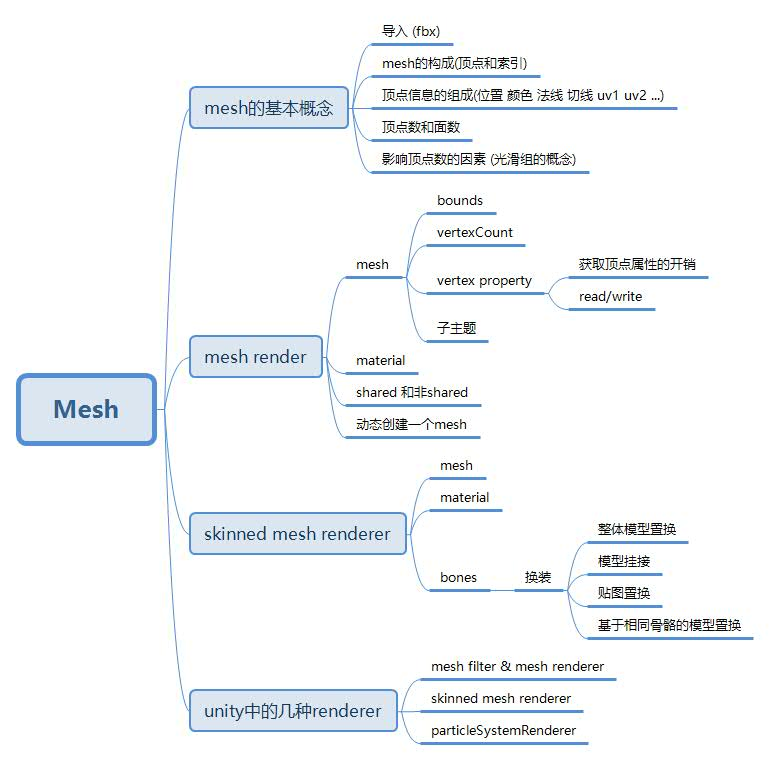 Mesh
mesh的基本概念
导入 (fbx)
mesh的构成(顶点和索引)
顶点信息的组成(位置 颜色 法线 切线 uv1 uv2 ...)
顶点数和面数
影响顶点数的因素 (光滑组的概念)
mesh render
mesh
bounds
vertexCount
vertex property
获取顶点属性的开销
read/write
子主题
material
shared 和非shared
动态创建一个mesh
skinned mesh renderer
mesh
material
bones
换装
整体模型置换
模型挂接
贴图置换
基于相同骨骼的模型置换
unity中的几种renderer
mesh filter & mesh renderer
skinned mesh renderer
particleSystemRenderer